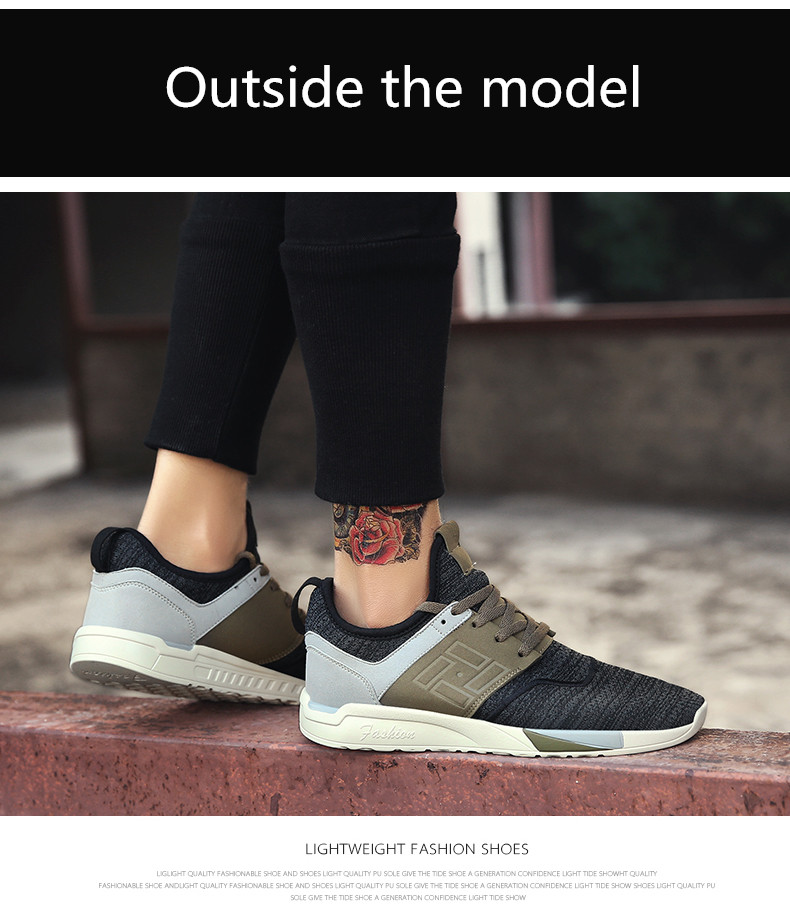 Outside the model
Fashion
LIGHTWEIGHT FASHION SHOES
LIGLIGHT QUALITY FASHIONABLE SHOE AND SHOES LIGHT QUALITY PU SOLE GIVE THE TIDE SHOE A GENERATION CONFIDENCE LIGHT TIDE SHOWHT QUALITY
FASHIONABLE SHOE ANDLIGHT QUALITY FASHIONABLE SHOE AND SHOES LIGHT QUALITY PU SOLE GIVE THE TIDE SHOE A GENERATION CONFIDENCE LIGHT TIDE SHOW SHOES LIGHT QUALITY PU
SOLE GIVE THE TIDE SHOE A GENERATION CONFIDENCE LIGHT TIDE SHOW